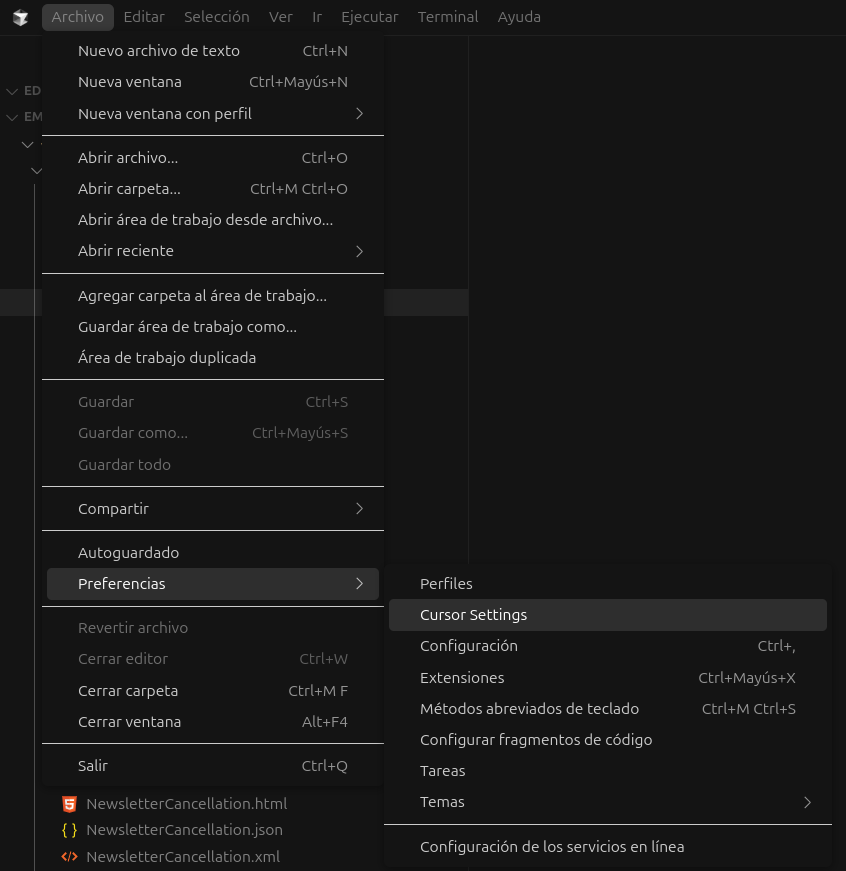 Archivo Editar Selección Ver Ir Ejecutar Terminal Ayuda
Nuevo archivo de texto Ctrl+N
Nueva ventana Ctrl+Mayús+N
Nueva ventana con perfil
ED
EM
Abrir archivo... Ctrl+O
Abrir carpeta... Ctrl+M Ctrl+O
Abrir área de trabajo desde archivo...
Abrir reciente
Agregar carpeta al área de trabajo...
Guardar área de trabajo como...
Área de trabajo duplicada
Guardar Ctrl+S
Guardar como... Ctrl+Mayús+S
Guardar todo
Compartir
Autoguardado
Preferencias
Revertir archivo
Cerrar editor Ctrl+W
Cerrar carpeta Ctrl+M F
Cerrar ventana Alt+F4
Salir Ctrl+Q
Perfiles
Cursor Settings
Configuración Ctrl+,
Extensiones Ctrl+Mayús+X
Métodos abreviados de teclado Ctrl+M Ctrl+S
Configurar fragmentos de código
Tareas
Temas
Configuración de los servicios en línea
NewsletterCancellation.html
NewsletterCancellation.json
NewsletterCancellation.xml